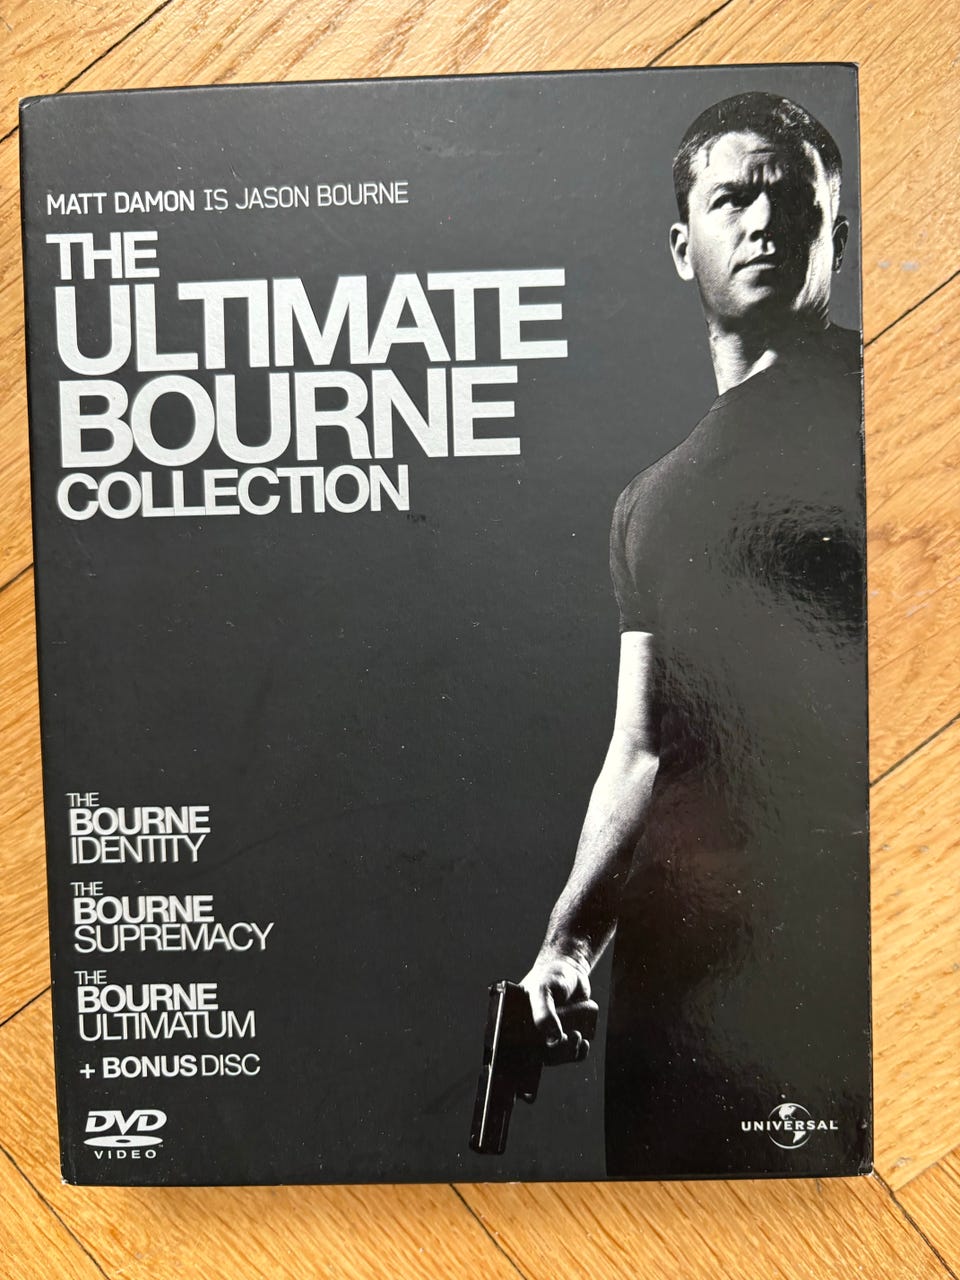 MATT DAMON IS JASON BOURNE
THE
ULTIMATE
BOURNE
COLLECTION
THE
BOURNE
IDENTITY
THE
BOURNE
SUPREMACY
THE
BOURNE
ULTIMATUM
+ BONUS DISC
DVD
VIDEO™
UNIVERSAL